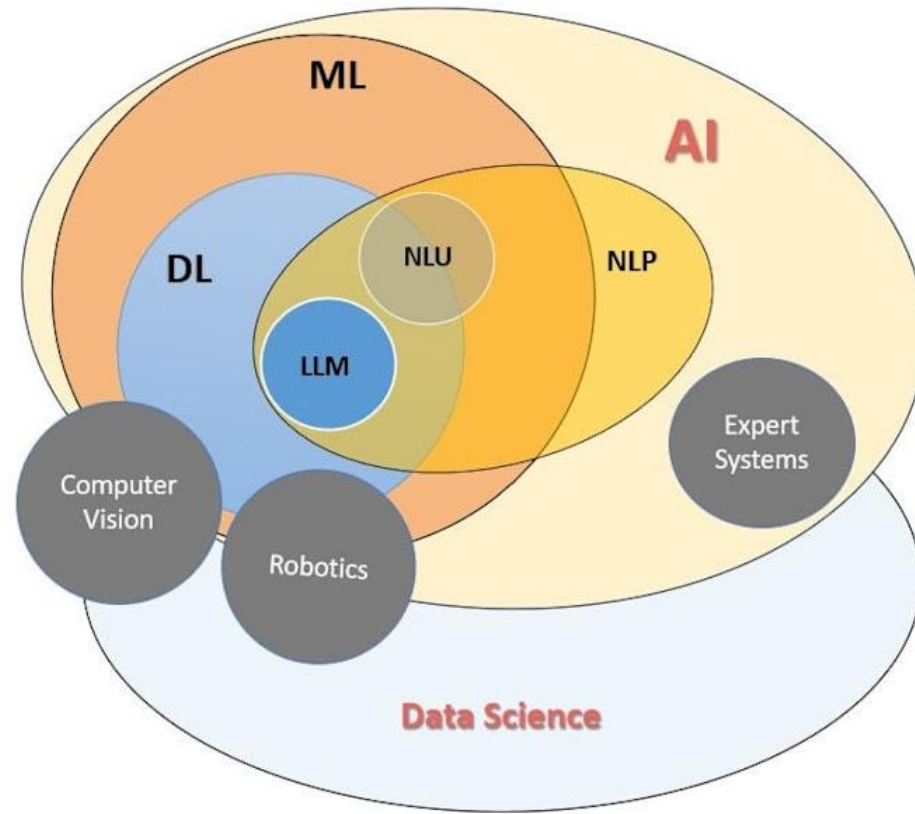 ML
AI
NLU
NLP
DL
LLM
Expert
Systems
Computer
Vision
Robotics
Data Science